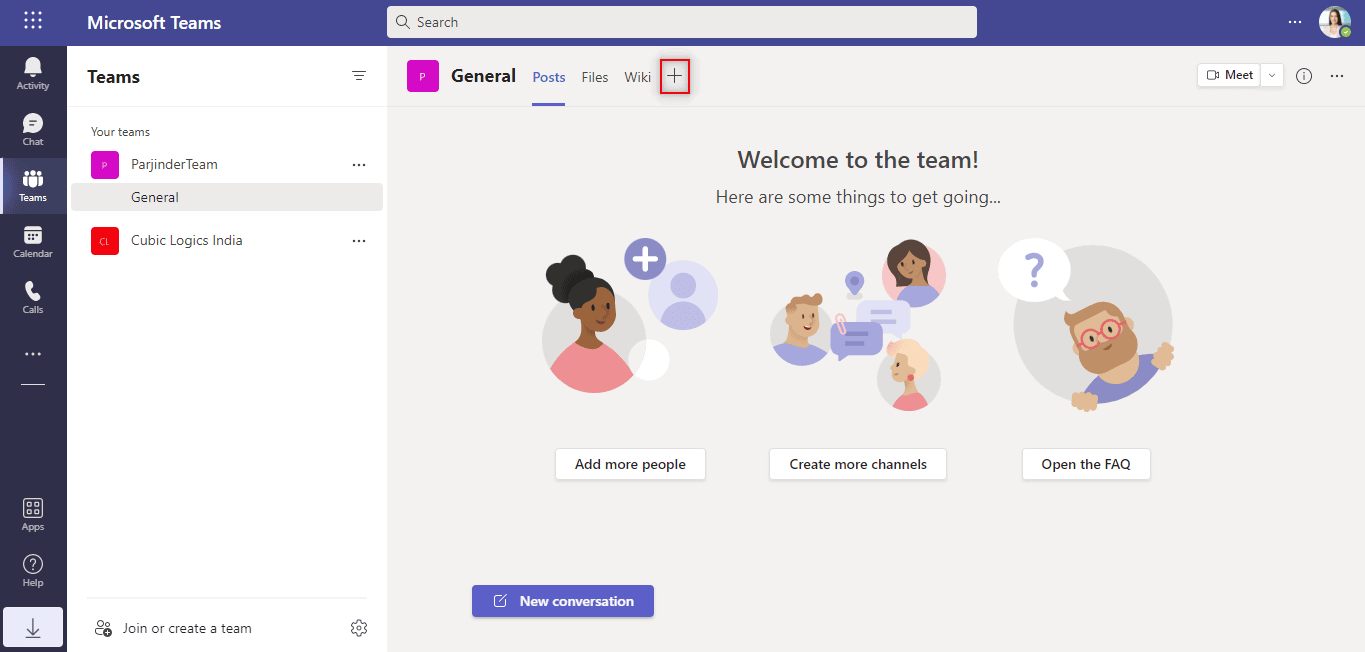 Microsoft Teams
Search
Activity
Chat
Teams
Calendar
Calls
Apps
Help
Teams
Your teams
P
ParjinderTeam
General
CL
Cubic Logics India
Join or create a team
P
General
Posts
Files
Wiki
Meet
Welcome to the team!
Here are some things to get going...
?
Add more people
Create more channels
Open the FAQ
New conversation